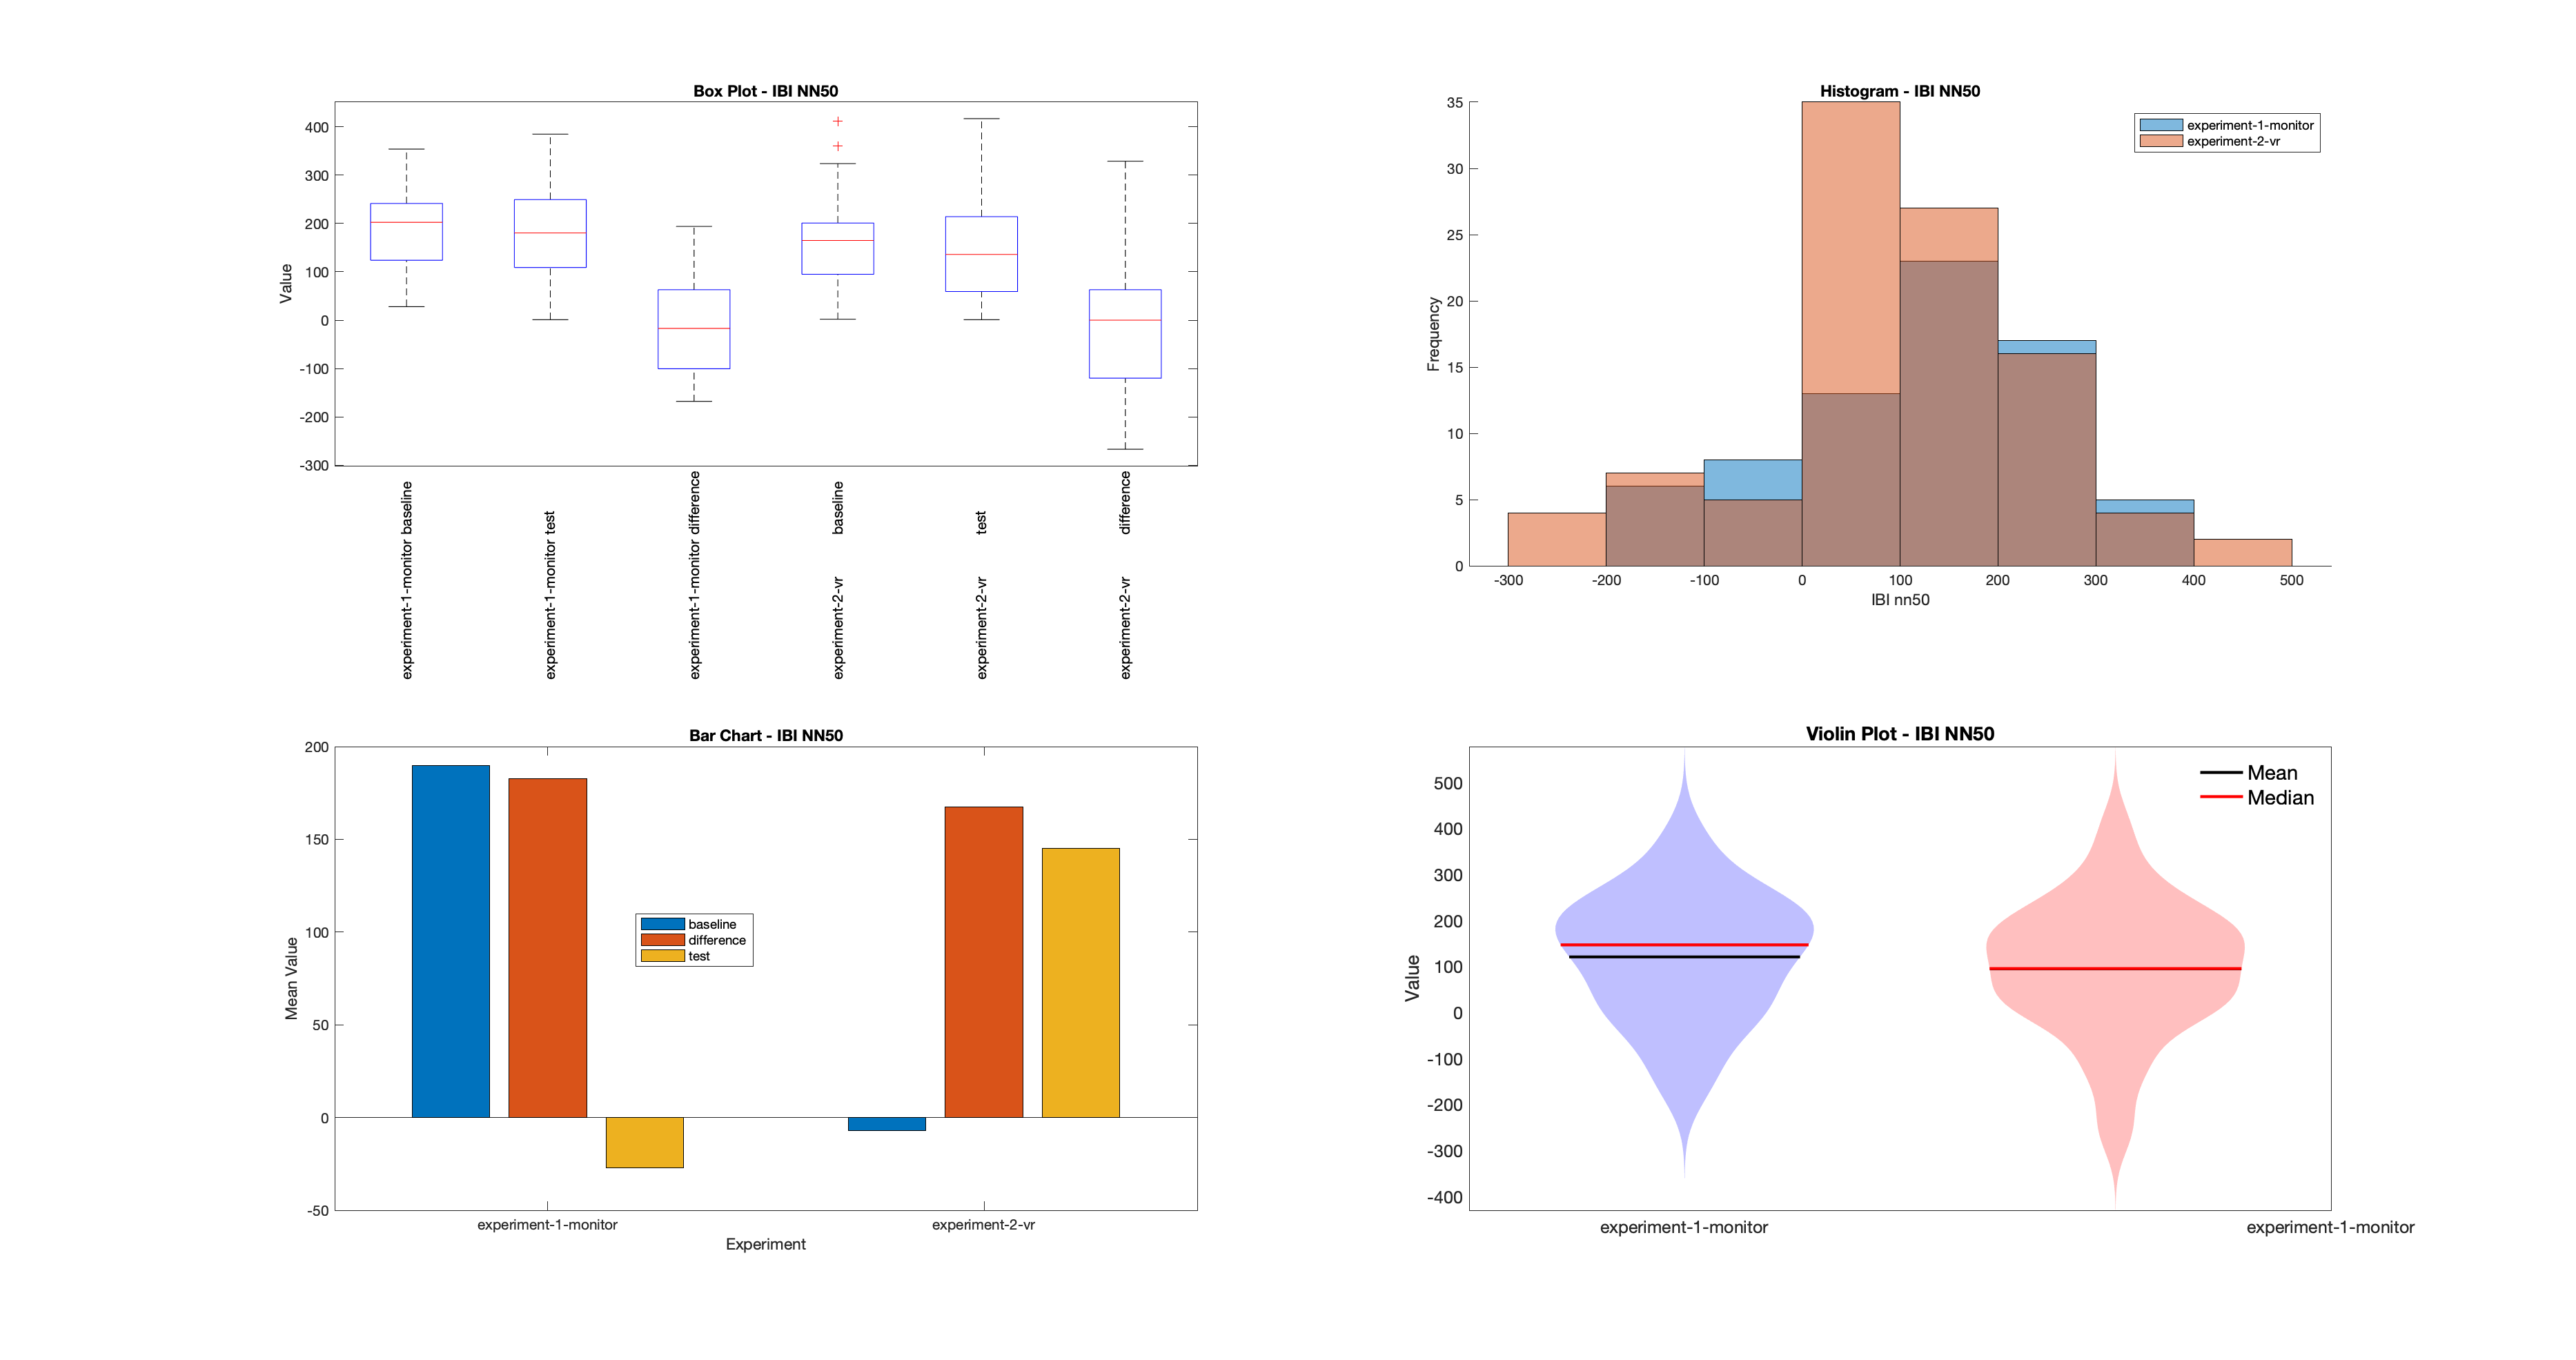 Box Plot - IBI NN50
Value
400
300
200
100
0
-100
-200
-300
experiment-1-monitor baseline
experiment-1-monitor test
experiment-1-monitor difference
experiment-2-vr baseline
experiment-2-vr test
experiment-2-vr difference
Histogram - IBI NN50
experiment-1-monitor
experiment-2-vr
Frequency
35
30
25
20
15
10
5
0
-300 -200 -100 0 100 200 300 400 500
IBI nn50
Bar Chart - IBI NN50
Mean Value
200
150
100
50
0
-50
baseline
difference
test
experiment-1-monitor experiment-2-vr
Experiment
Violin Plot - IBI NN50
Mean
Median
Value
500
400
300
200
100
0
-100
-200
-300
-400
experiment-1-monitor experiment-1-monitor